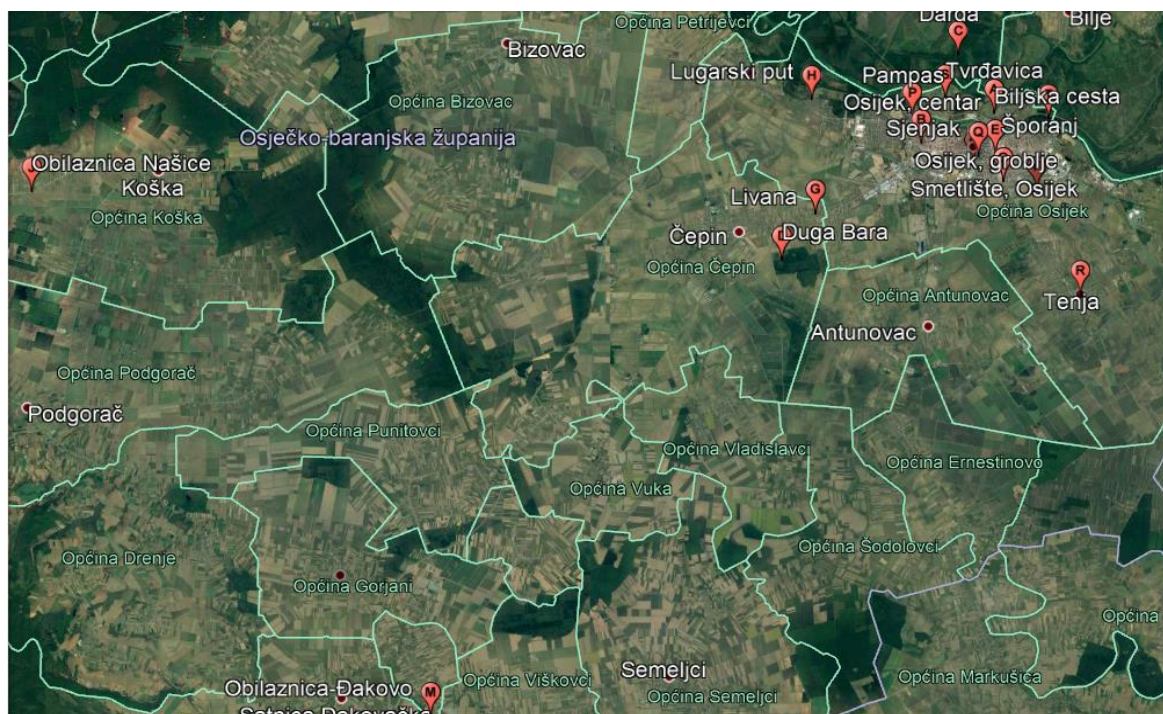 Općina Petrijevci
Darda
Bilje
Bizovac
Lugarski put
H
C
Pampas
Tvrđavica
P
S
A
Općina Bizovac
Osijek, centar
Biljska cesta
B
Osječko-baranjska županija
Sjenjak
Q
E
Šporanj
Obilaznica Našice
Koška
Osijek, groblje
Livana
G
Smetlište, Osijek
Općina Koška
Općina Osijek
Čepin
Duga Bara
Općina Čepin
R
Općina Antunovac
Tenja
Antunovac
Općina Podgorač
Podgorač
Općina Punitovci
Općina Vladislavci
Općina Ernestinovo
Općina Vuka
Općina Drenje
Općina Šodolovci
Općina Gorjani
Općina
Semeljci
Općina Viškovci
Općina Markušica
Obilaznica-Đakovo
M
Općina Semeljci
Satnica Đakovačka